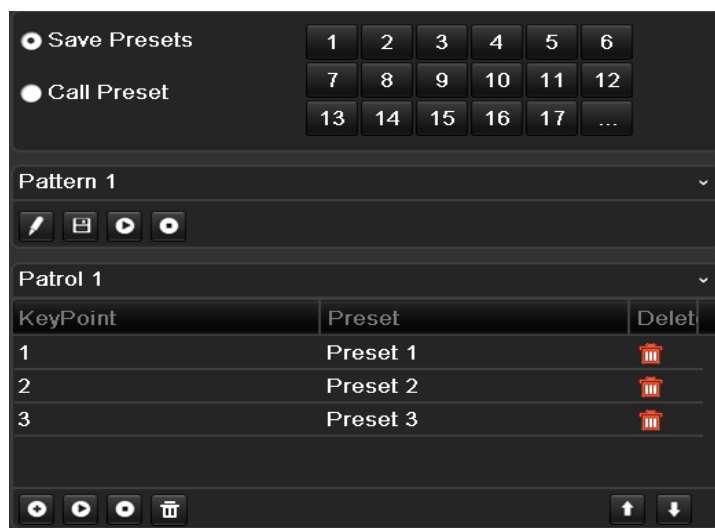 Save Presets
1 2 3 4 5 6
Call Preset
7 8 9 10 11 12
13 14 15 16 17 ...
Pattern 1
Patrol 1
KeyPoint Preset Delet
1 Preset 1
2 Preset 2
3 Preset 3